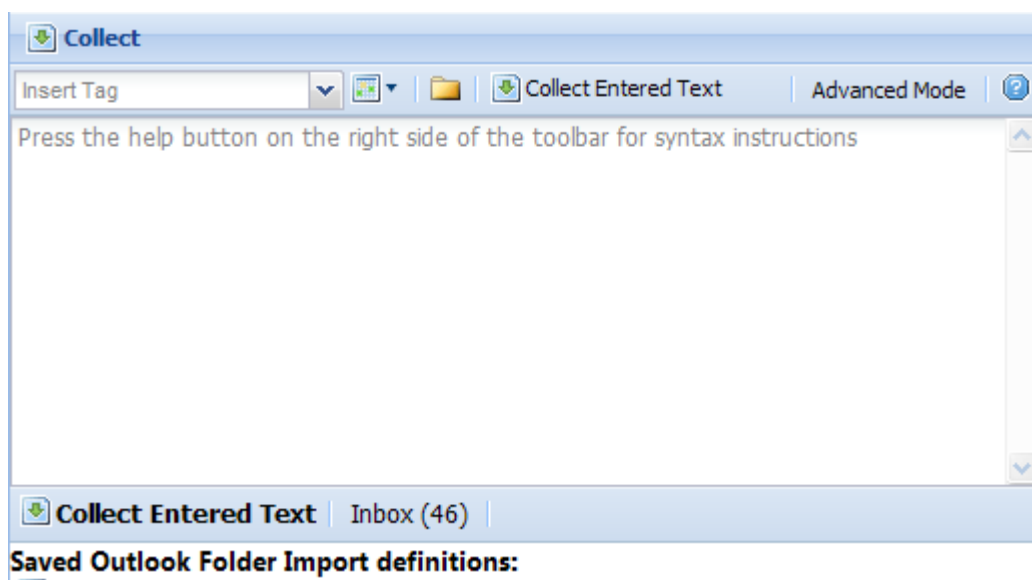 Collect
Insert Tag Collect Entered Text Advanced Mode ?
Press the help button on the right side of the toolbar for syntax instructions
Collect Entered Text Inbox (46)
Saved Outlook Folder Import definitions: